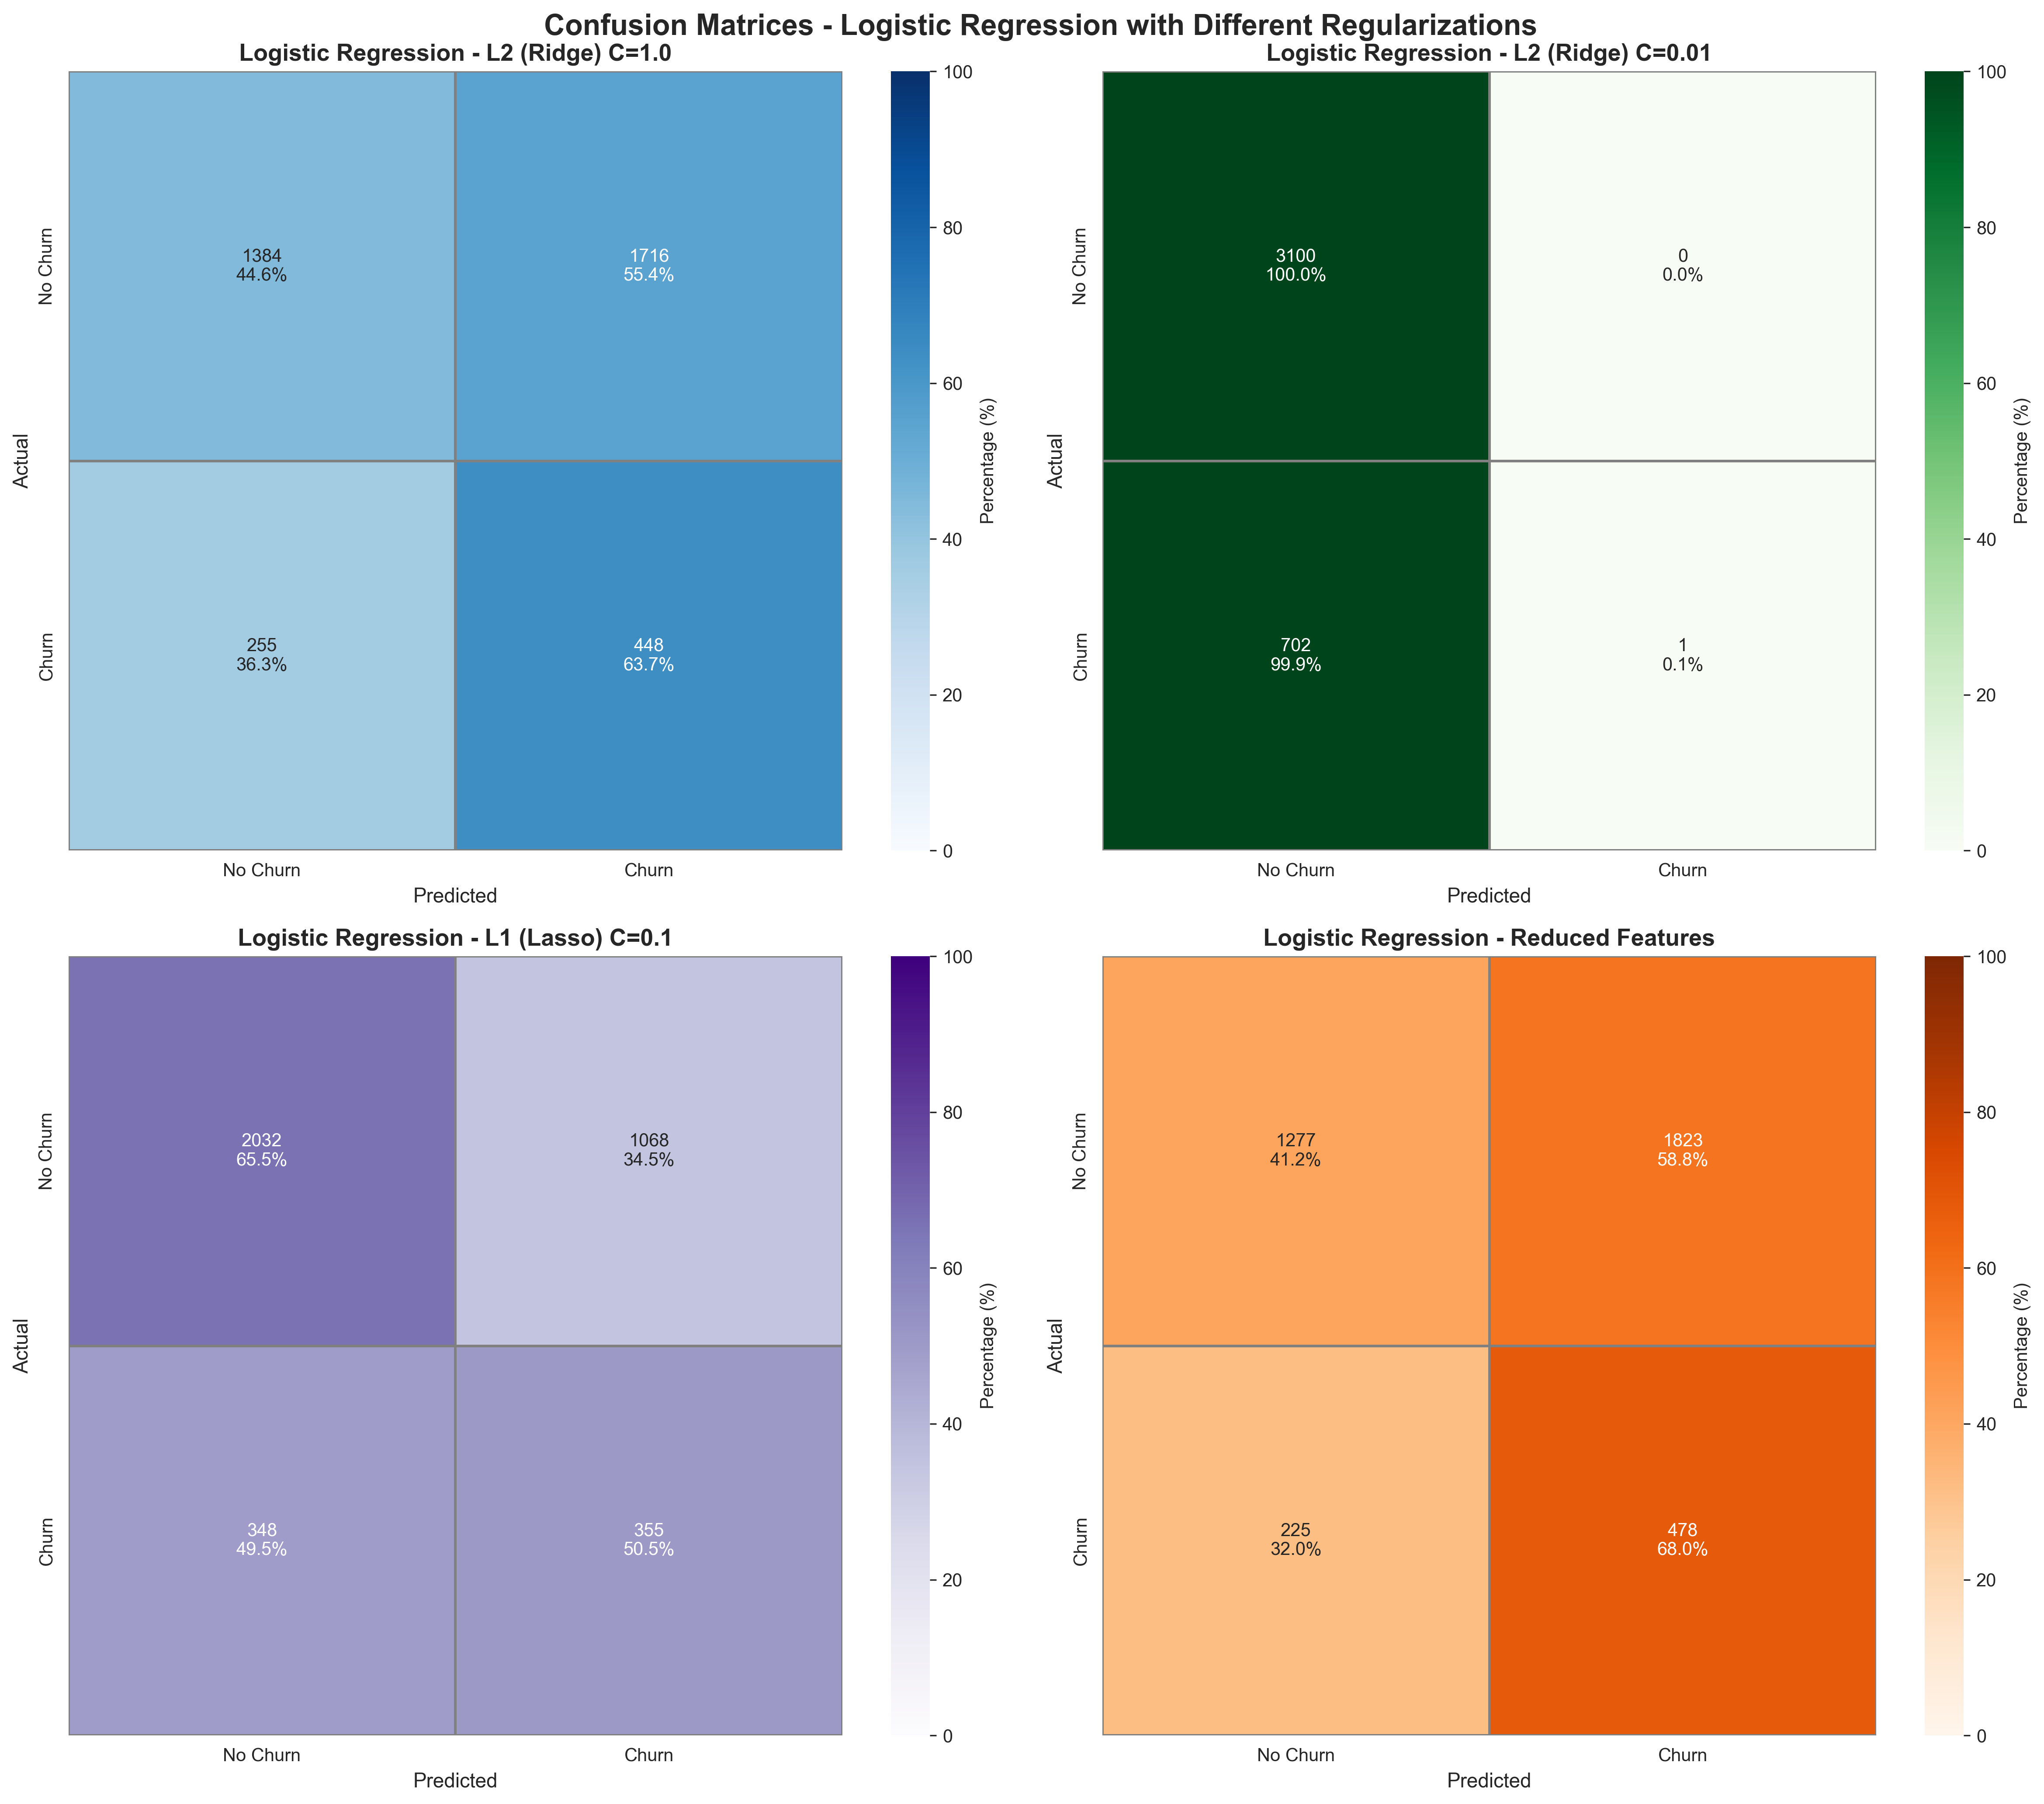 Confusion Matrices - Logistic Regression with Different Regularizations
Logistic Regression - L2 (Ridge) C=1.0
No Churn
Churn
Actual
1384
44.6%
1716
55.4%
255
36.3%
448
63.7%
No Churn
Churn
Predicted
100
80
60
40
20
0
Percentage (%)
Logistic Regression - L2 (Ridge) C=0.01
No Churn
Churn
Actual
3100
100.0%
0
0.0%
702
99.9%
1
0.1%
No Churn
Churn
Predicted
100
80
60
40
20
0
Percentage (%)
Logistic Regression - L1 (Lasso) C=0.1
No Churn
Churn
Actual
2032
65.5%
1068
34.5%
348
49.5%
355
50.5%
No Churn
Churn
Predicted
100
80
60
40
20
0
Percentage (%)
Logistic Regression - Reduced Features
No Churn
Churn
Actual
1277
41.2%
1823
58.8%
225
32.0%
478
68.0%
No Churn
Churn
Predicted
100
80
60
40
20
0
Percentage (%)